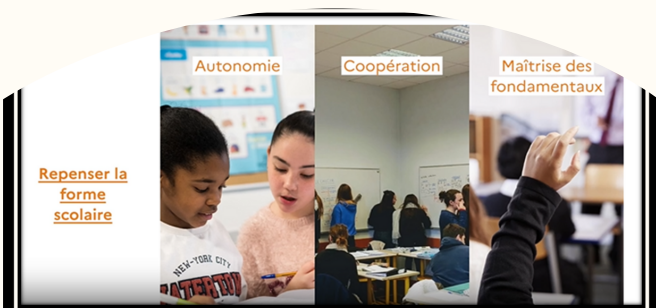 Repenser la
forme
scolaire
Autonomie
Coopération
Maîtrise des
fondamentaux
NEW-YORK CITY